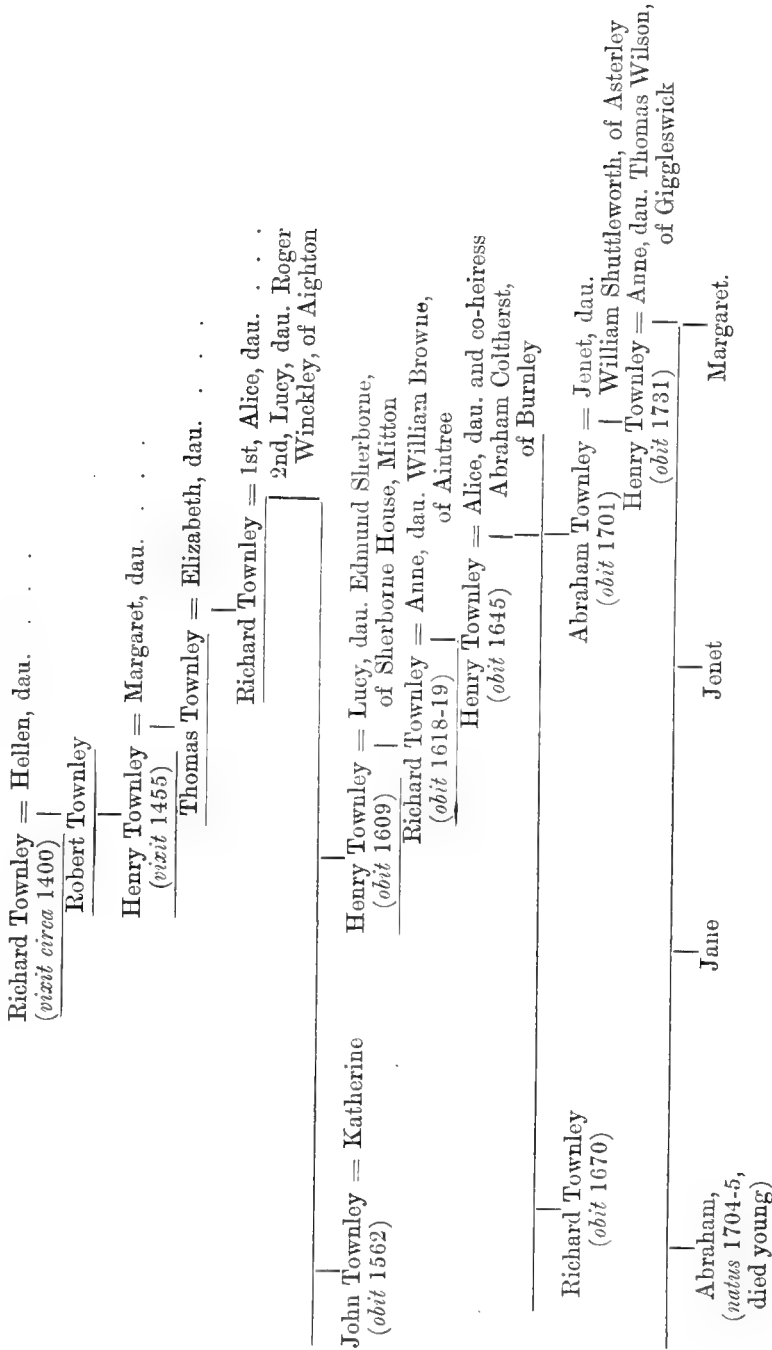 Richard Townley = Hellen, dau. . . .
(vixit circa 1400)
Robert Townley
Henry Townley = Margaret, dau. . . .
(vixit 1455)
Thomas Townley = Elizabeth, dau. . . .
Richard Townley = 1st, Alice, dau. . . .
2nd, Lucy, dau. Roger
Winckley, of Aighton
John Townley = Katherine
(obit 1562)
Henry Townley = Lucy, dau. Edmund Sherborne,
(obit 1609) of Sherborne House, Mitton
Richard Townley = Anne, dau. William Browne,
(obit 1618-19) of Aintree
Henry Townley = Alice, dau. and co-heiress
(obit 1645) Abraham Coltherst,
of Burnley
Richard Townley
(obit 1670)
Abraham Townley = Jenet, dau.
(obit 1701) William Shuttleworth, of Asterley
Henry Townley = Anne, dau. Thomas Wilson,
(obit 1731) of Giggleswick
Abraham,
(natus 1704-5,
died young)
Jane
Jenet
Margaret.